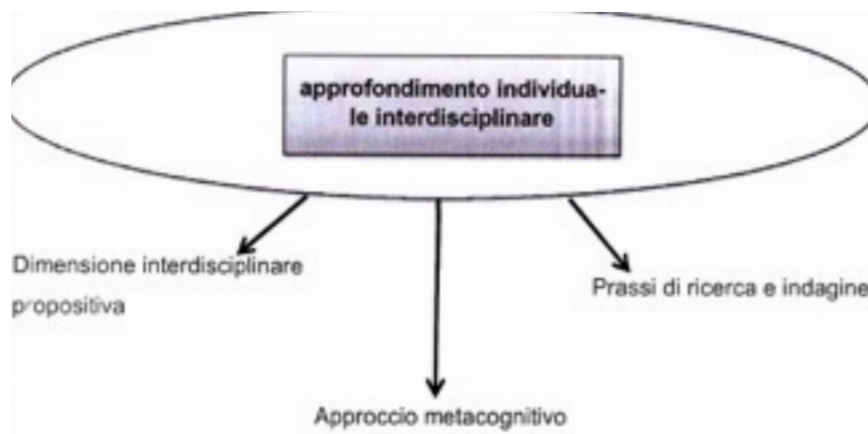 approfondimento individua-
le interdisciplinare
Dimensione interdisciplinare
propositiva
Prassi di ricerca e indagine
Approccio metacognitivo